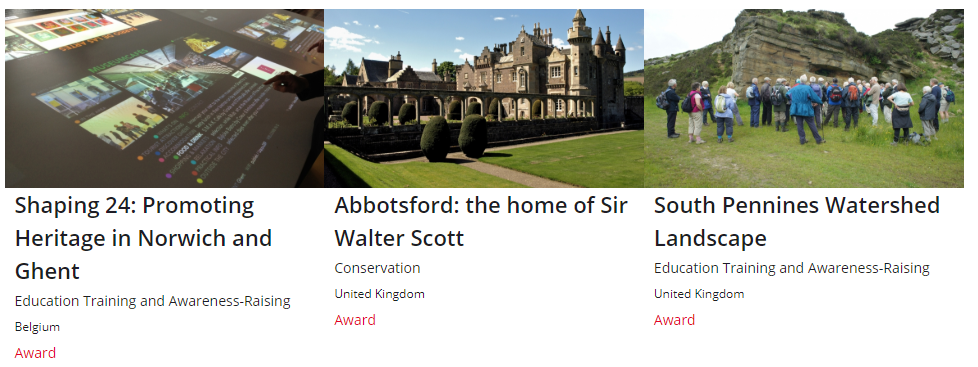 FOOD & DRINK
Shaping 24: Promoting
Heritage in Norwich and
Ghent
Education Training and Awareness-Raising
Belgium
Award
Abbotsford: the home of Sir
Walter Scott
Conservation
United Kingdom
Award
South Pennines Watershed
Landscape
Education Training and Awareness-Raising
United Kingdom
Award